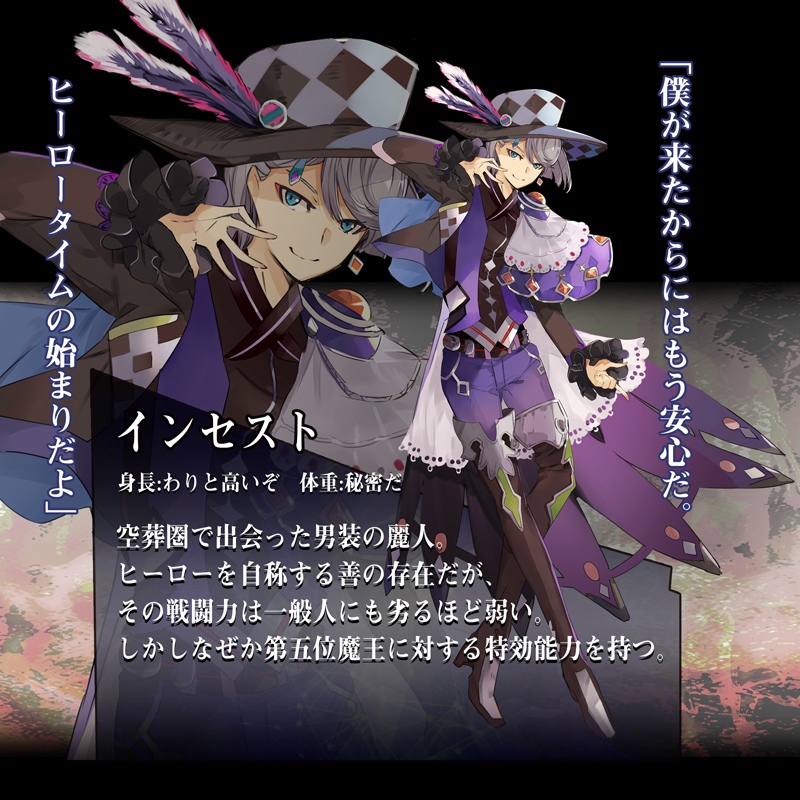 「僕が来たからにはもう安心だ。
ヒーロータイムの始まりだよ」
インセスト
身長:わりと高いぞ　体重:秘密だ
空葬圏で出会った男装の麗人。
ヒーローを自称する善の存在だが、
その戦闘力は一般人にも劣るほど弱い。
しかしなぜか第五位魔王に対する特効能力を持つ。